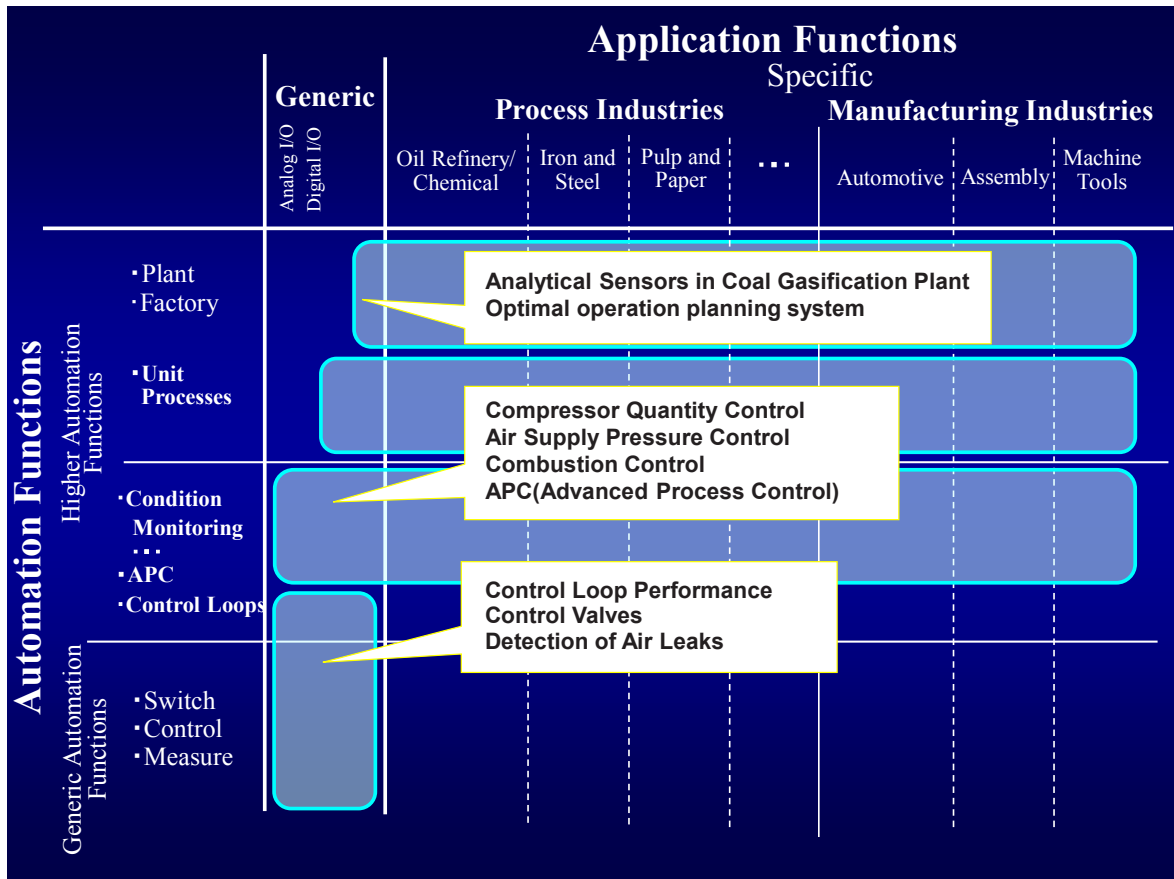 Application Functions
Specific
Generic
Process Industries
Manufacturing Industries
Analog I/O
Digital I/O
Oil Refinery/
Chemical
Iron and
Steel
Pulp and
Paper
･･･
Automotive
Assembly
Machine
Tools
Automation Functions
Higher Automation
Functions
･Plant
･Factory
･Unit
Processes
･Condition
Monitoring
･･･
･APC
･Control Loops
Generic Automation
Functions
･Switch
･Control
･Measure
Analytical Sensors in Coal Gasification Plant
Optimal operation planning system
Compressor Quantity Control
Air Supply Pressure Control
Combustion Control
APC(Advanced Process Control)
Control Loop Performance
Control Valves
Detection of Air Leaks